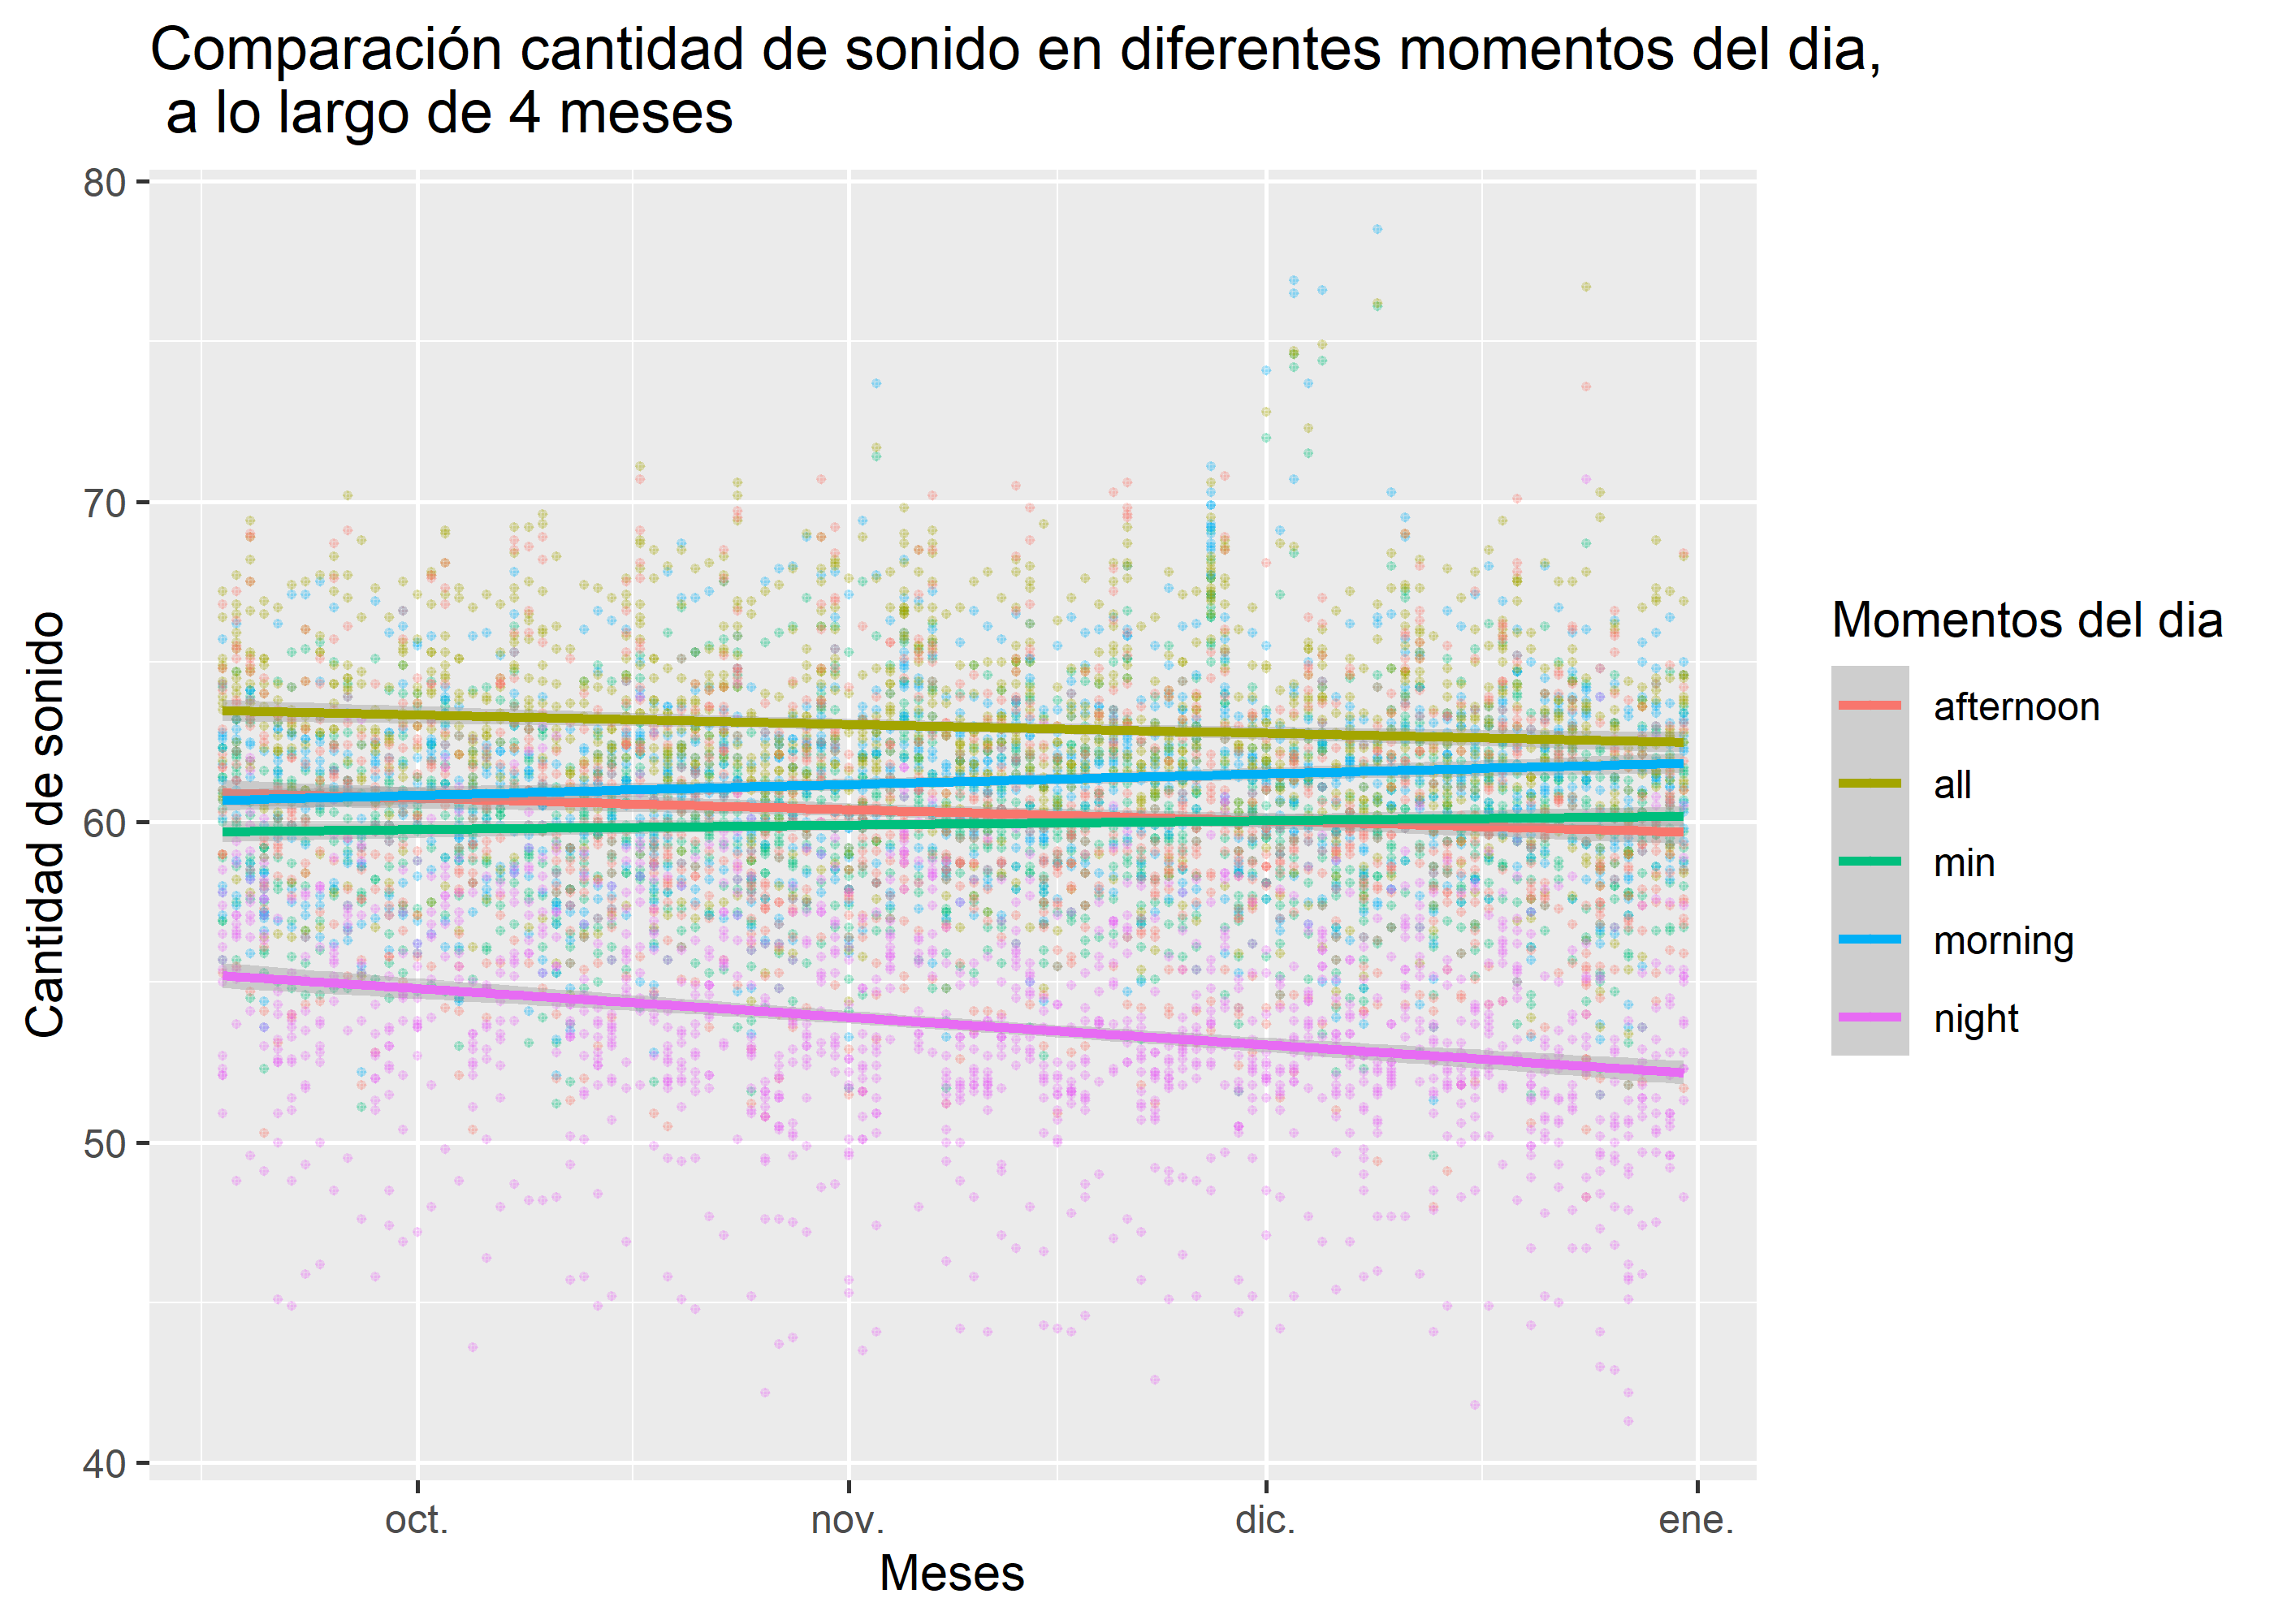 Comparación cantidad de sonido en diferentes momentos del dia,
a lo largo de 4 meses
80
70
60
50
40
Cantidad de sonido
oct.
nov.
dic.
ene.
Meses
Momentos del dia
afternoon
all
min
morning
night